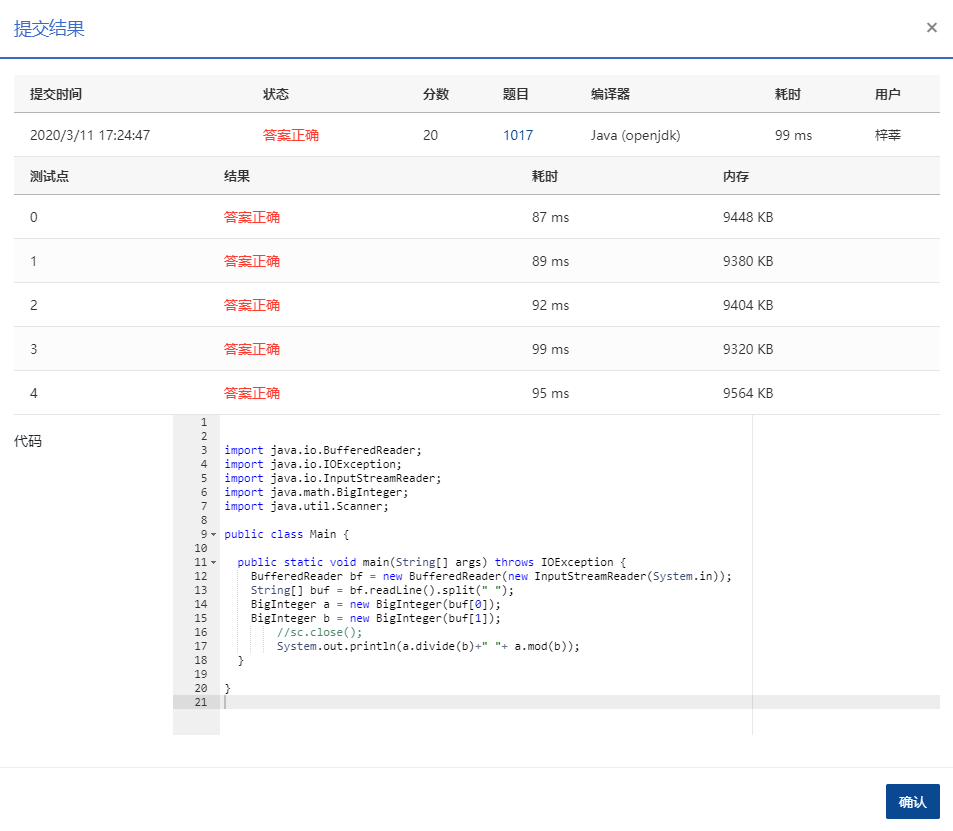 提交结果 ×
提交时间 状态 分数 题目 编译器 耗时 用户
2020/3/11 17:24:47 答案正确 20 1017 Java (openjdk) 99 ms 梓莘
测试点 结果 耗时 内存
0 答案正确 87 ms 9448 KB
1 答案正确 89 ms 9380 KB
2 答案正确 92 ms 9404 KB
3 答案正确 99 ms 9320 KB
4 答案正确 95 ms 9564 KB
代码
1
2
3 import java.io.BufferedReader;
4 import java.io.IOException;
5 import java.io.InputStreamReader;
6 import java.math.BigInteger;
7 import java.util.Scanner;
8
9 public class Main {
10
11 public static void main(String[] args) throws IOException {
12 BufferedReader bf = new BufferedReader(new InputStreamReader(System.in));
13 String[] buf = bf.readLine().split(" ");
14 BigInteger a = new BigInteger(buf[0]);
15 BigInteger b = new BigInteger(buf[1]);
16 //sc.close();
17 System.out.println(a.divide(b)+" "+ a.mod(b));
18 }
19
20 }
21
确认